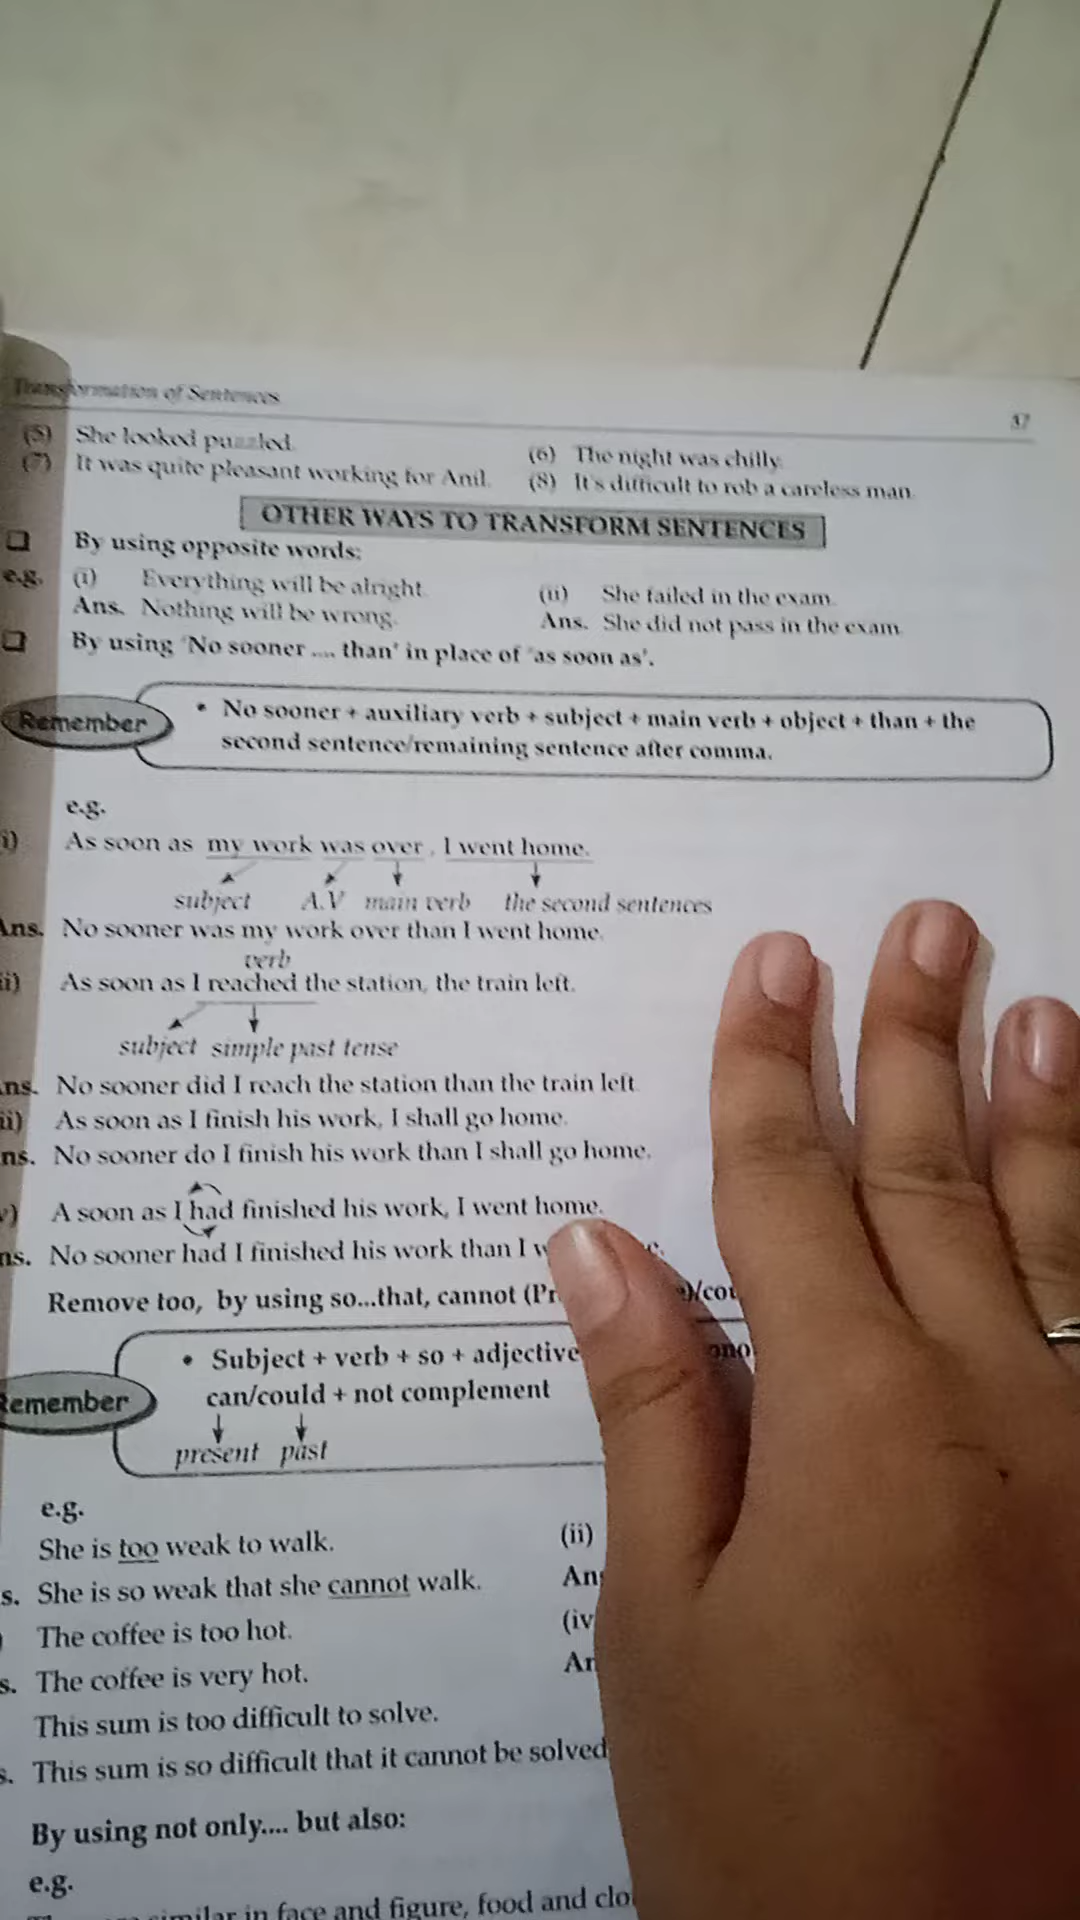 Transformation of Sentences
37
(5) She looked puzzled.
(6) The night was chilly.
(7) It was quite pleasant working for Anil.
(8) It's difficult to rob a careless man.
OTHER WAYS TO TRANSFORM SENTENCES
By using opposite words:
e.g. (i) Everything will be alright.
(ii) She failed in the exam.
Ans. Nothing will be wrong.
Ans. She did not pass in the exam.
By using 'No sooner .... than' in place of 'as soon as'.
Remember
• No sooner + auxiliary verb + subject + main verb + object + than + the
second sentence/remaining sentence after comma.
e.g.
i) As soon as my work was over, I went home.
subject A.V main verb the second sentences
Ans. No sooner was my work over than I went home.
verb
ii) As soon as I reached the station, the train left.
subject simple past tense
ns. No sooner did I reach the station than the train left.
ii) As soon as I finish his work, I shall go home.
ns. No sooner do I finish his work than I shall go home.
v) A soon as I had finished his work, I went home.
ns. No sooner had I finished his work than I
Remove too, by using so...that, cannot
Remember
• Subject + verb + so + adjective
can/could + not complement
present past
e.g.
She is too weak to walk.
(ii)
s. She is so weak that she cannot walk.
The coffee is too hot.
(iv
s. The coffee is very hot.
This sum is too difficult to solve.
s. This sum is so difficult that it cannot be solved
By using not only.... but also:
e.g.
similar in face and figure, food and